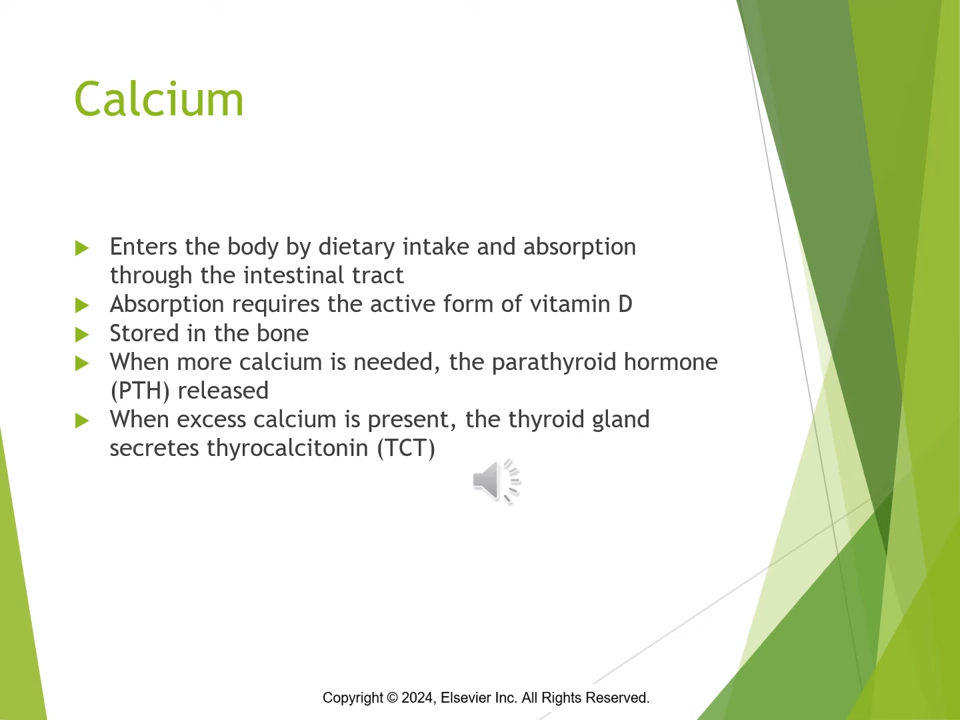 Calcium
Enters the body by dietary intake and absorption
through the intestinal tract
Absorption requires the active form of vitamin D
Stored in the bone
When more calcium is needed, the parathyroid hormone
(PTH) released
When excess calcium is present, the thyroid gland
secretes thyrocalcitonin (TCT)
Copyright © 2024, Elsevier Inc. All Rights Reserved.